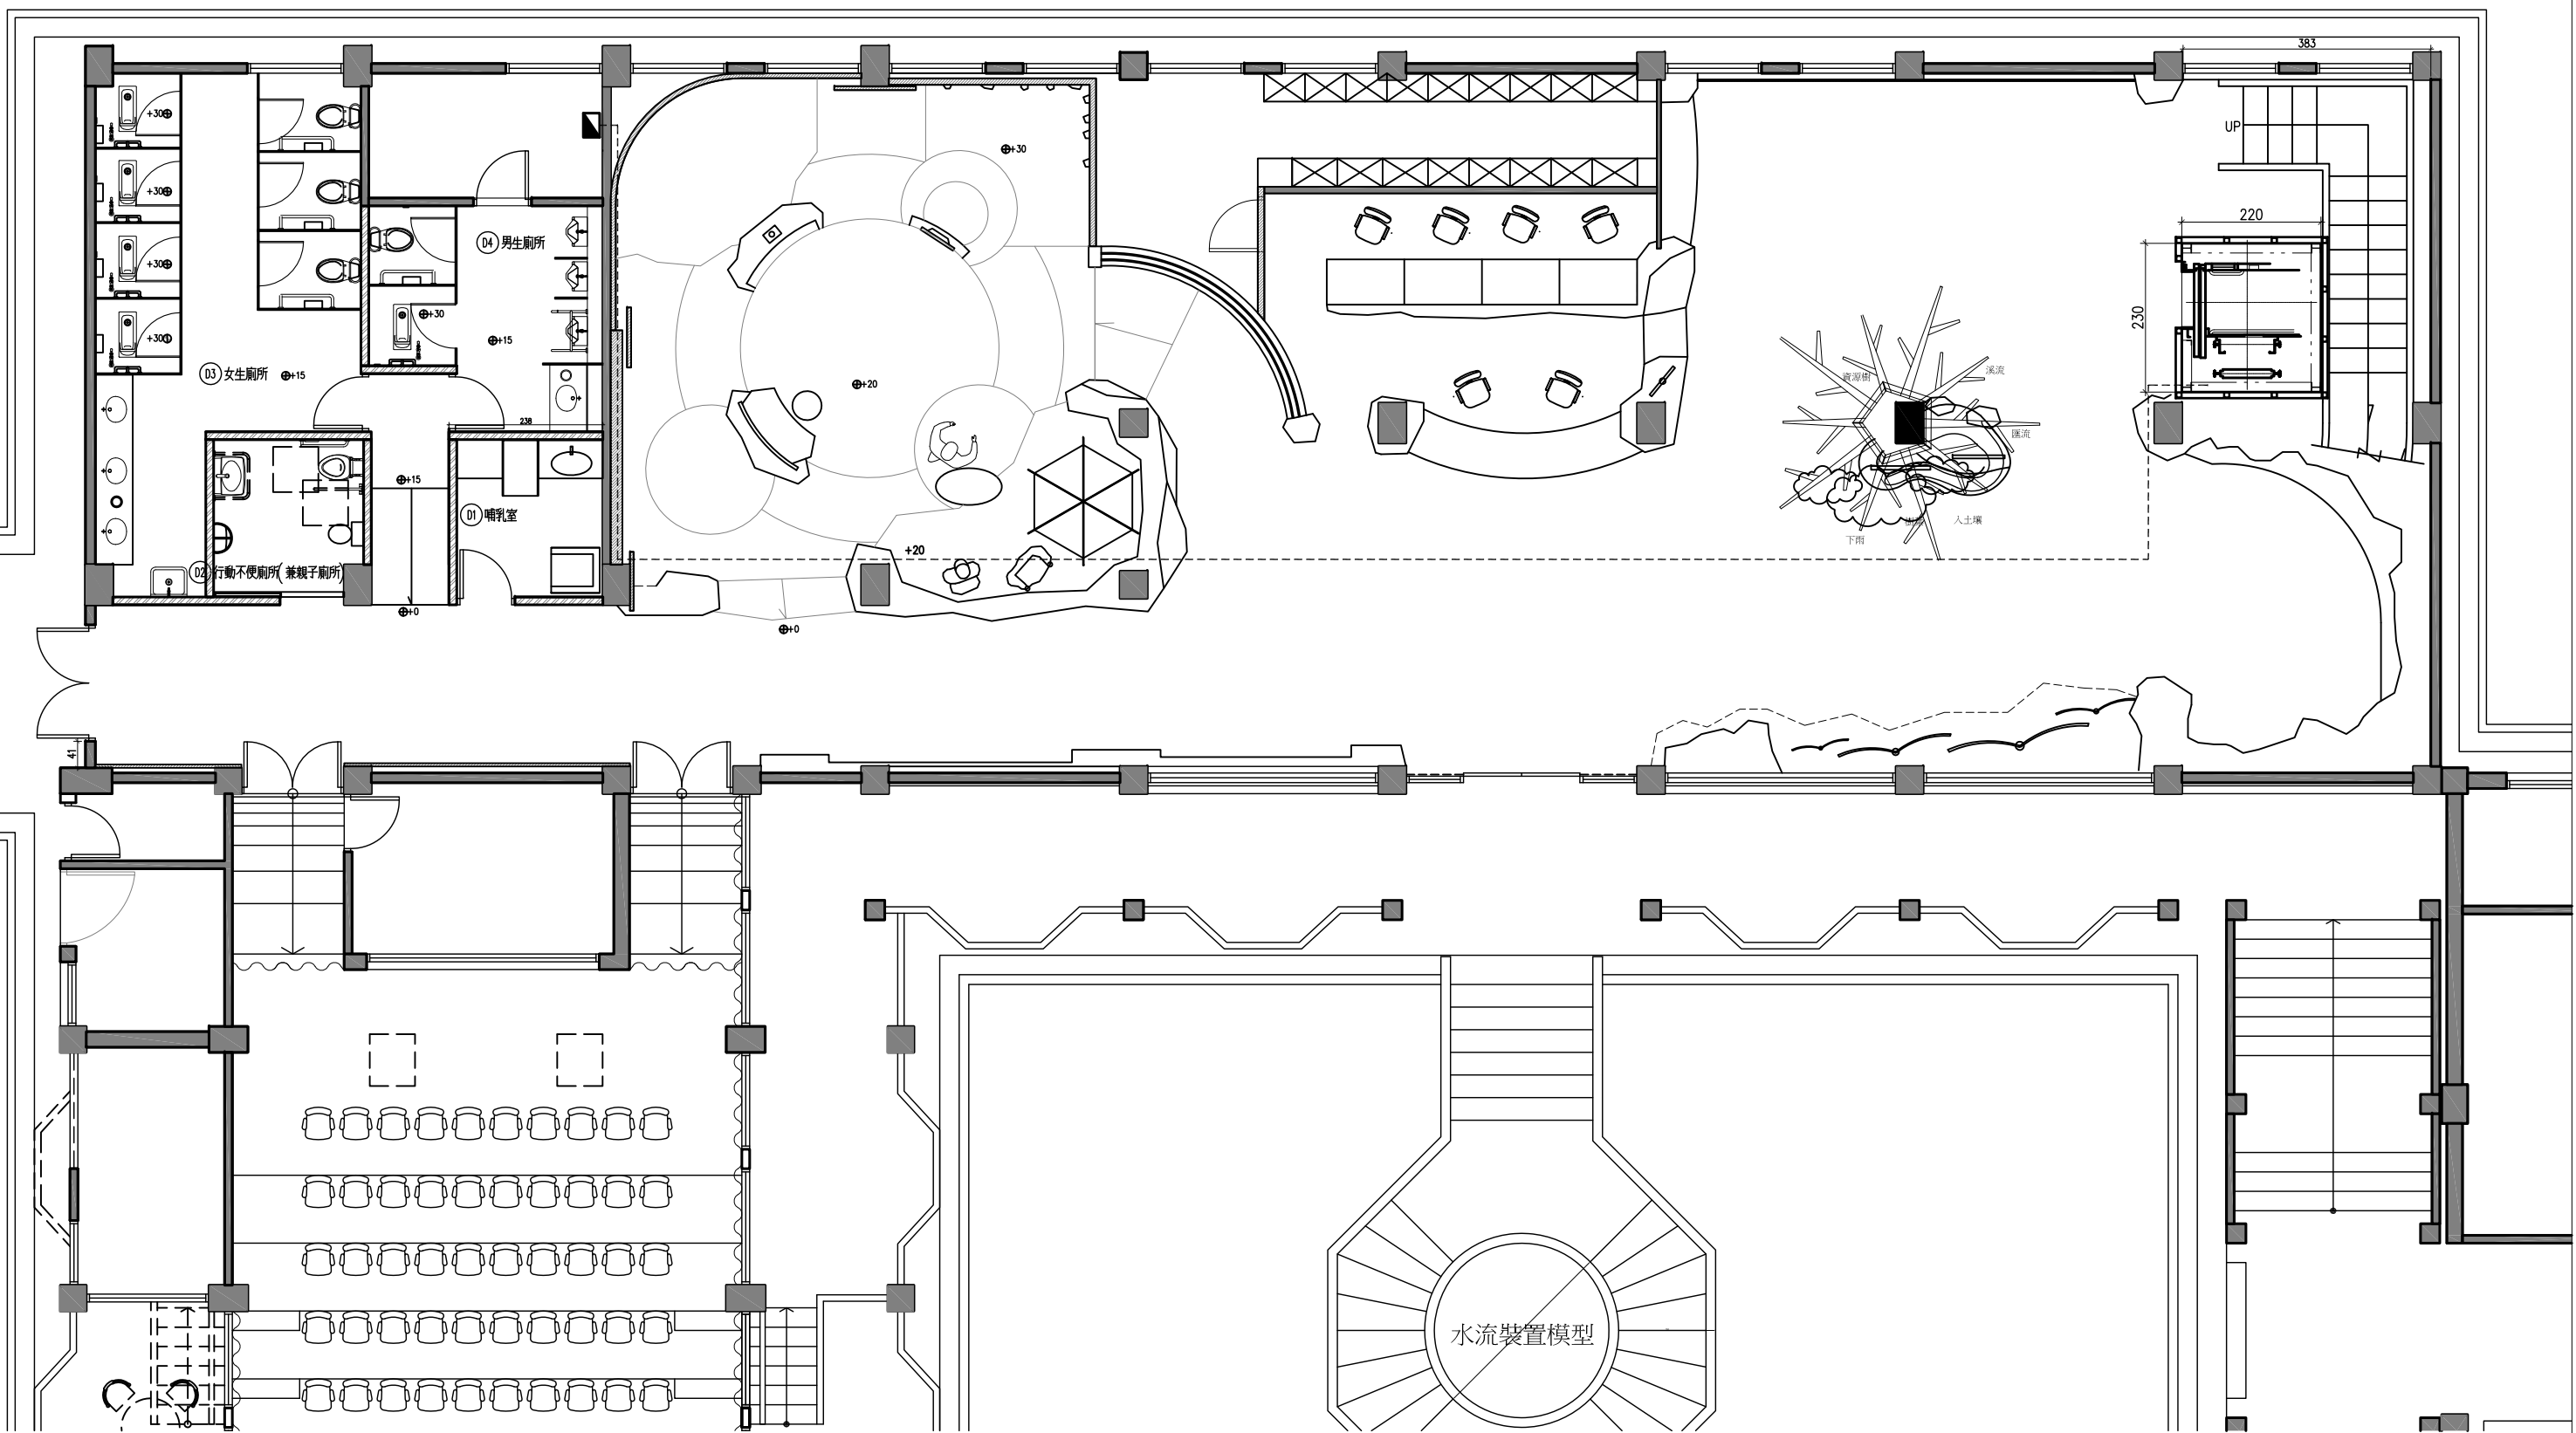 383
+30
UP
+30
+30
220
D4 男生廁所
+30
+30
230
+15
+30
D3 女生廁所 +15
資源樹
溪流
+20
238
匯流
+15
D1 哺乳室
人土壤
下雨
+20
D2 行動不便廁所(兼親子廁所)
+0
+0
41
水流裝置模型